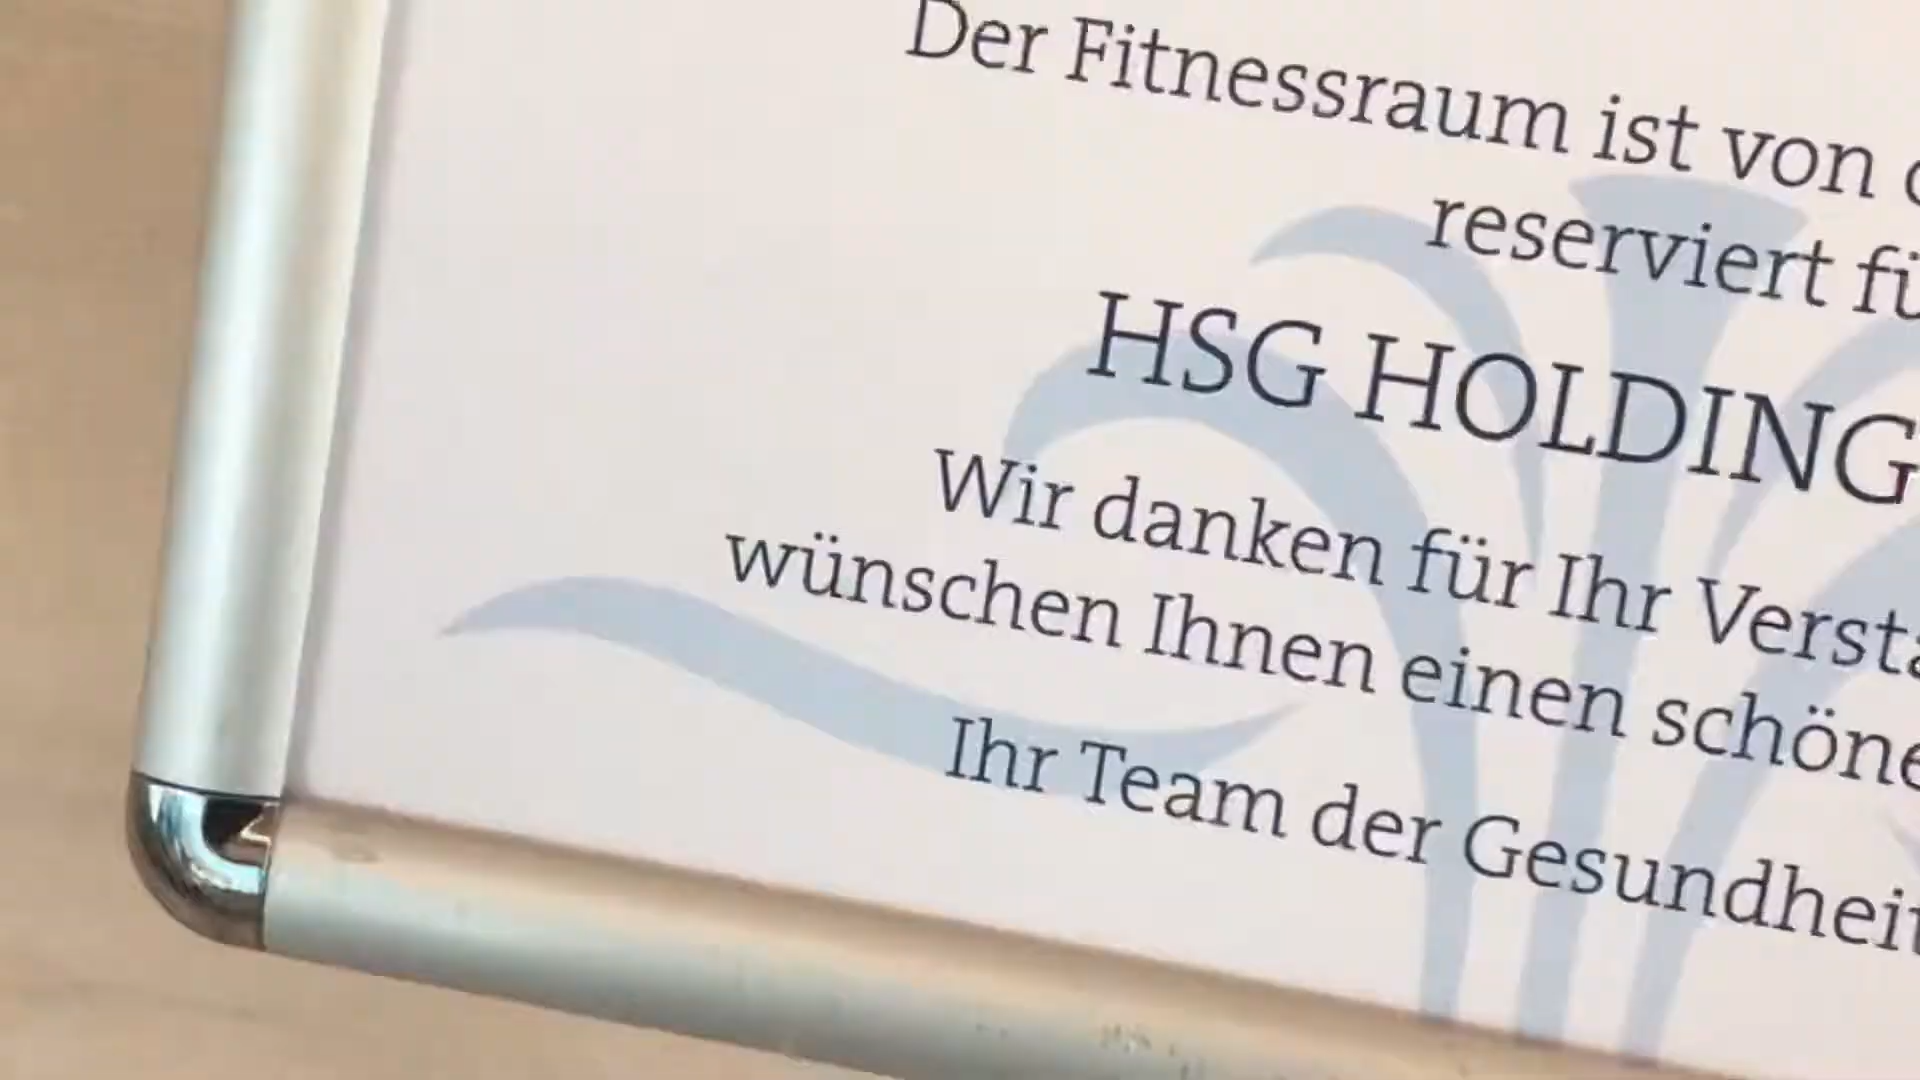 Der Fitnessraum ist von
reserviert
HSG HOLDING
Wir danken für Ihr
wünschen Ihnen einen
Ihr Team der